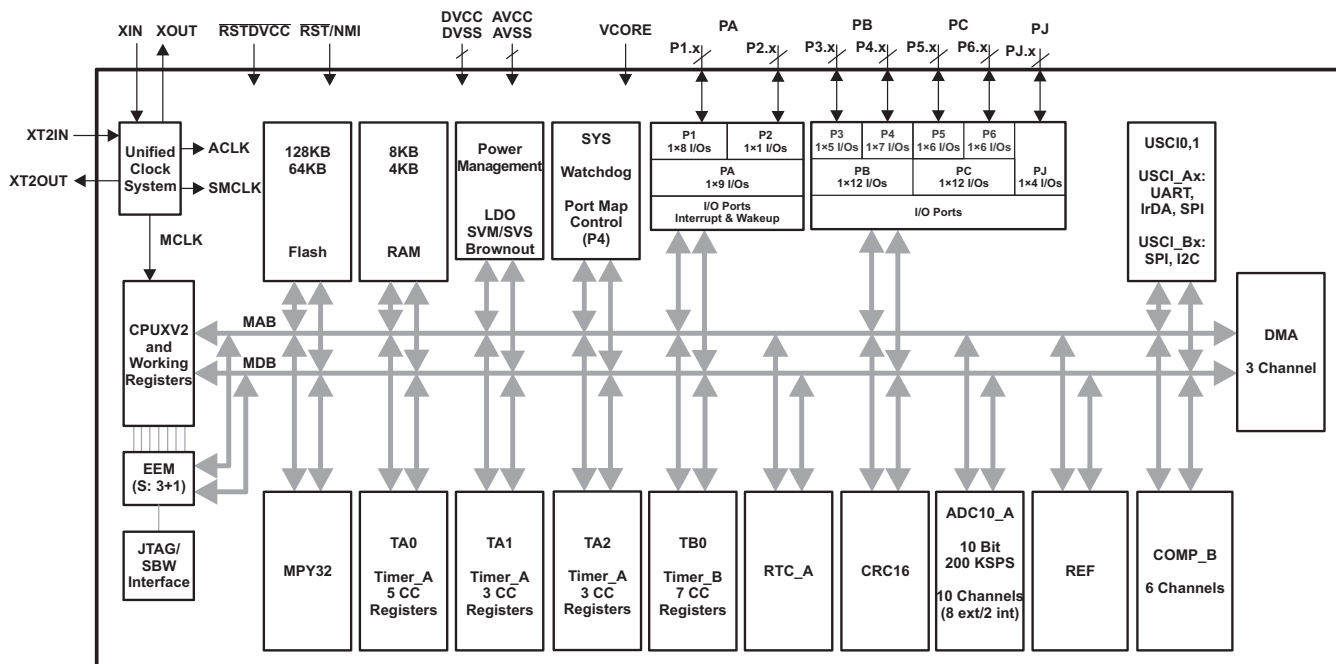 XIN
XOUT
RSTDVCC
RST/NMI
DVCC
DVSS
AVCC
AVSS
VCORE
PA
P1.x
P2.x
PB
P3.x
P4.x
PC
P5.x
P6.x
PJ
PJ.x
XT2IN
XT2OUT
Unified
Clock
System
ACLK
SMCLK
MCLK
128KB
64KB
Flash
8KB
4KB
RAM
Power
Management
LDO
SVM/SVS
Brownout
SYS
Watchdog
Port Map
Control
(P4)
P1
1×8 I/Os
P2
1×1 I/Os
PA
1×9 I/Os
I/O Ports
Interrupt & Wakeup
P3
1×5 I/Os
P4
1×7 I/Os
P5
1×6 I/Os
P6
1×6 I/Os
PB
1×12 I/Os
PC
1×12 I/Os
PJ
1×4 I/Os
I/O Ports
USCI0,1
USCI_Ax:
UART,
IrDA, SPI
USCI_Bx:
SPI, I2C
CPUXV2
and
Working
Registers
MAB
MDB
DMA
3 Channel
EEM
(S: 3+1)
JTAG/
SBW
Interface
MPY32
TA0
Timer_A
5 CC
Registers
TA1
Timer_A
3 CC
Registers
TA2
Timer_A
3 CC
Registers
TB0
Timer_B
7 CC
Registers
RTC_A
CRC16
ADC10_A
10 Bit
200 KSPS
10 Channels
(8 ext/2 int)
REF
COMP_B
6 Channels